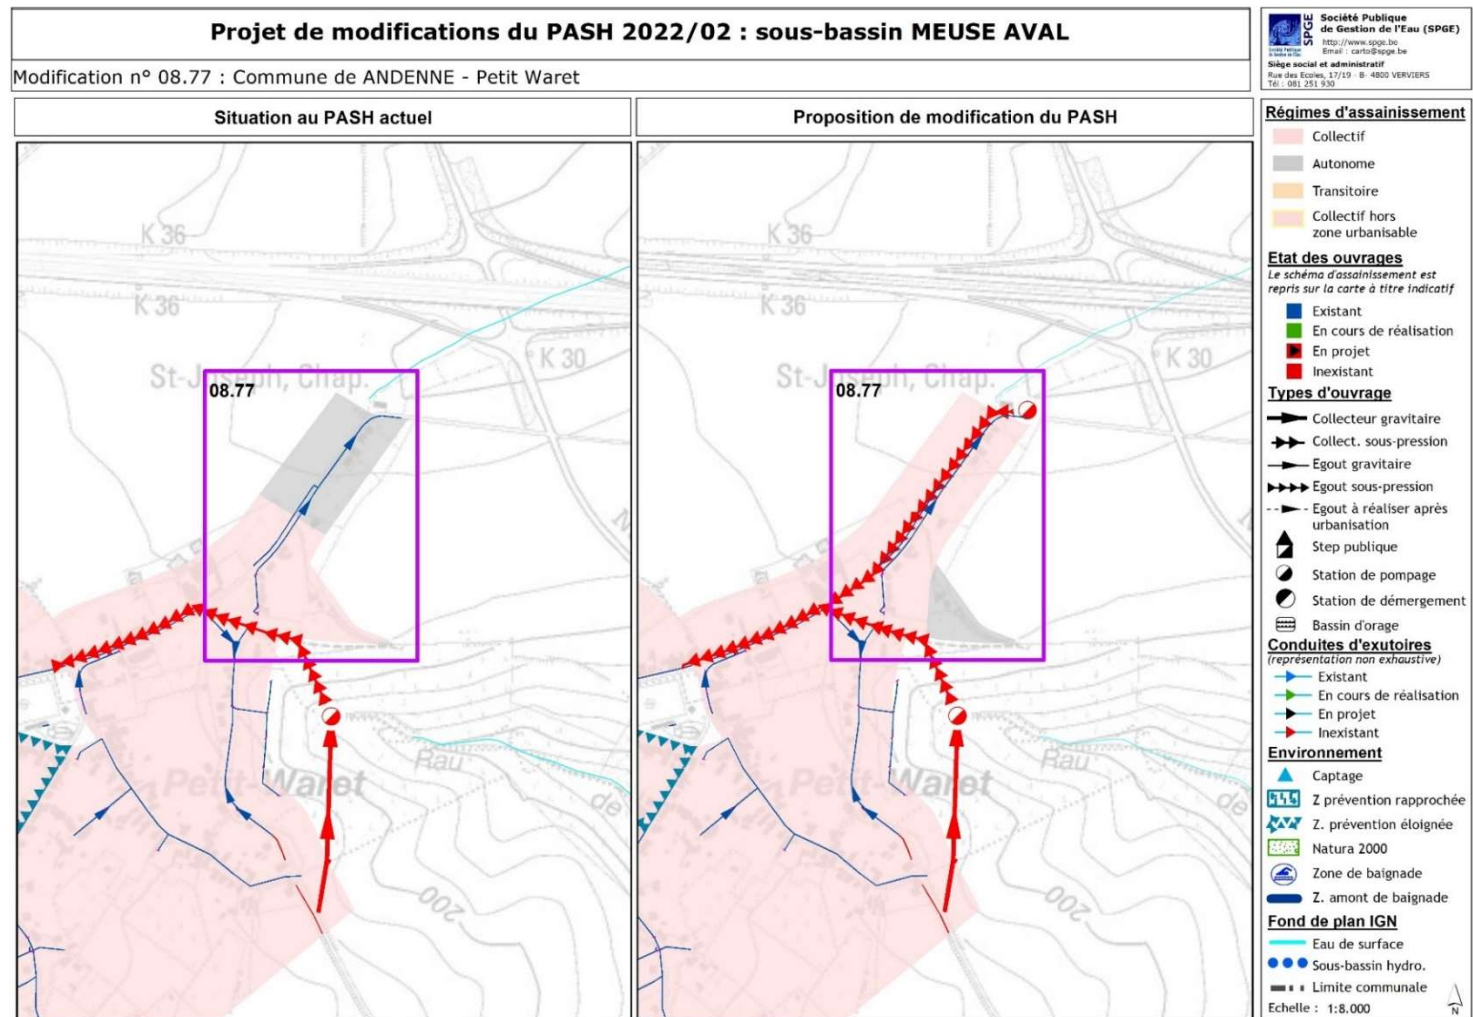 Projet de modifications du PASH 2022/02 : sous-bassin MEUSE AVAL
Modification n° 08.77 : Commune de ANDENNE - Petit Waret
SPGE
Société Publique
de Gestion de l'Eau (SPGE)
http://www.spge.be
Email : carto@spge.be
Siège social et administratif
Rue des Ecoles, 17/19 - B- 4800 VERVIERS
Tél : 081 251 930
Situation au PASH actuel
K 36
K 36
K 30
St-Joseph, Chap.
08.77
Petit-Waret
Rau
de
200
Proposition de modification du PASH
K 36
K 36
K 30
St-Joseph, Chap.
08.77
Petit-Waret
Rau
de
200
Régimes d'assainissement
Collectif
Autonome
Transitoire
Collectif hors
zone urbanisable
Etat des ouvrages
Le schéma d'assainissement est
repris sur la carte à titre indicatif
Existant
En cours de réalisation
En projet
Inexistant
Types d'ouvrage
Collecteur gravitaire
Collect. sous-pression
Egout gravitaire
Egout sous-pression
Egout à réaliser après
urbanisation
Step publique
Station de pompage
Station de démergement
Bassin d'orage
Conduites d'exutoires
(représentation non exhaustive)
Existant
En cours de réalisation
En projet
Inexistant
Environnement
Captage
Z prévention rapprochée
Z. prévention éloignée
Natura 2000
Zone de baignade
Z. amont de baignade
Fond de plan IGN
Eau de surface
Sous-bassin hydro.
Limite communale
Echelle : 1:8.000
N